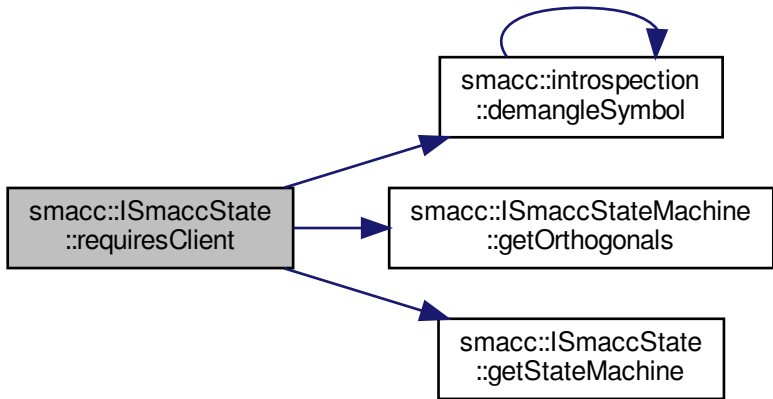 smacc::introspection
::demangleSymbol
smacc::ISmaccState
::requiresClient
smacc::ISmaccStateMachine
::getOrthogonals
smacc::ISmaccState
::getStateMachine